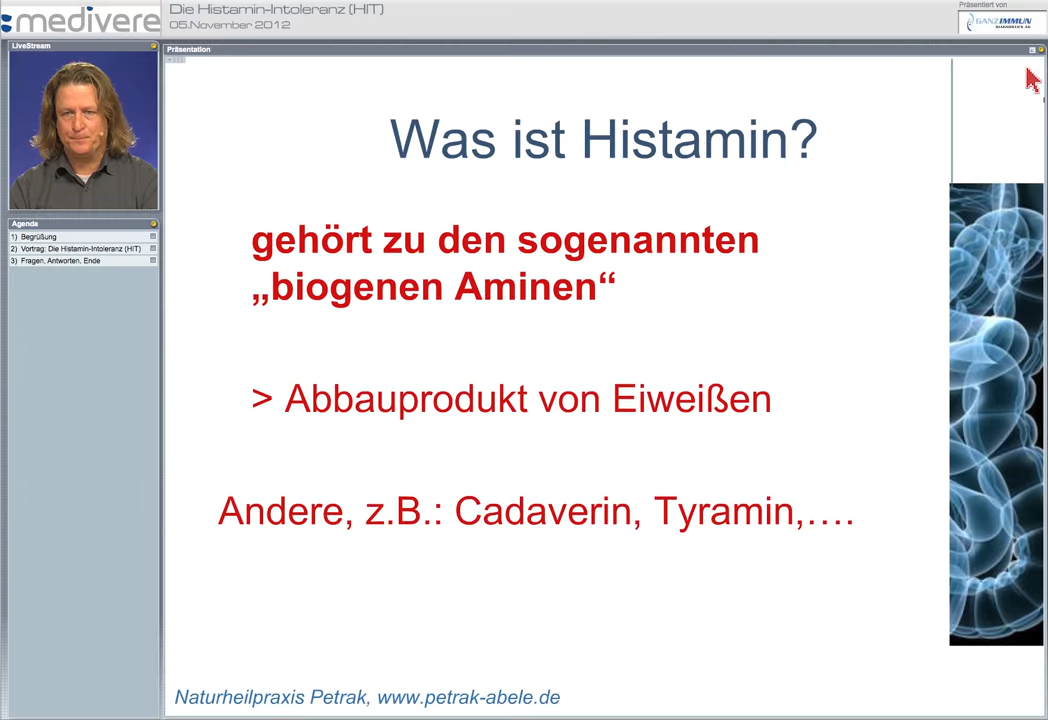 medivere
Die Histamin-Intoleranz (HIT)
05.November 2012
Präsentiert von
GANZIMMUN
DIAGNOSTICS AG
LiveStream
Präsentation
Agenda
1) Begrüßung
2) Vortrag: Die Histamin-Intoleranz (HIT)
3) Fragen, Antworten, Ende
Was ist Histamin?
gehört zu den sogenannten
„biogenen Aminen“
> Abbauprodukt von Eiweißen
Andere, z.B.: Cadaverin, Tyramin,….
Naturheilpraxis Petrak, www.petrak-abele.de